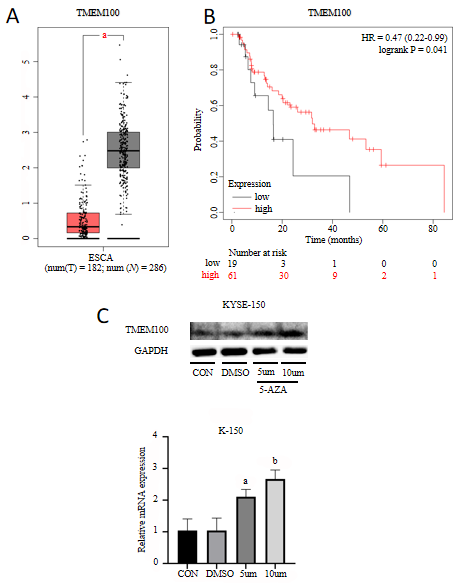 A
TMEM100
a
5
4
3
2
1
0
ESCA
(num(T) = 182; num (N) = 286)
B
TMEM100
HR = 0.47 (0.22-0.99)
logrank P = 0.041
Probability
1.0
0.8
0.6
0.4
0.2
0.0
Expression
low
high
0 20 40 60 80
Time (months)
Number at risk
low 19 3 1 0 0
high 61 30 9 2 1
C
KYSE-150
TMEM100
GAPDH
CON DMSO 5um 10um
5-AZA
K-150
Relative mRNA expression
4
3
2
1
0
a
b
CON DMSO 5um 10um